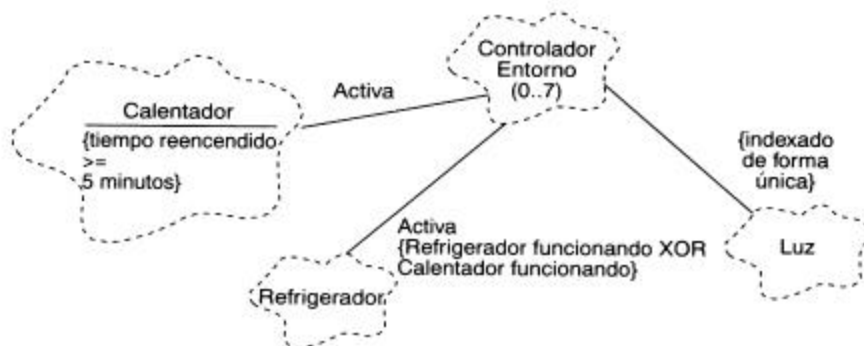 Controlador
Entorno
(0..7)
Activa
Calentador
{tiempo reencendido
>=
5 minutos}
{indexado
de forma
única}
Activa
{Refrigerador funcionando XOR
Calentador funcionando}
Luz
Refrigerador